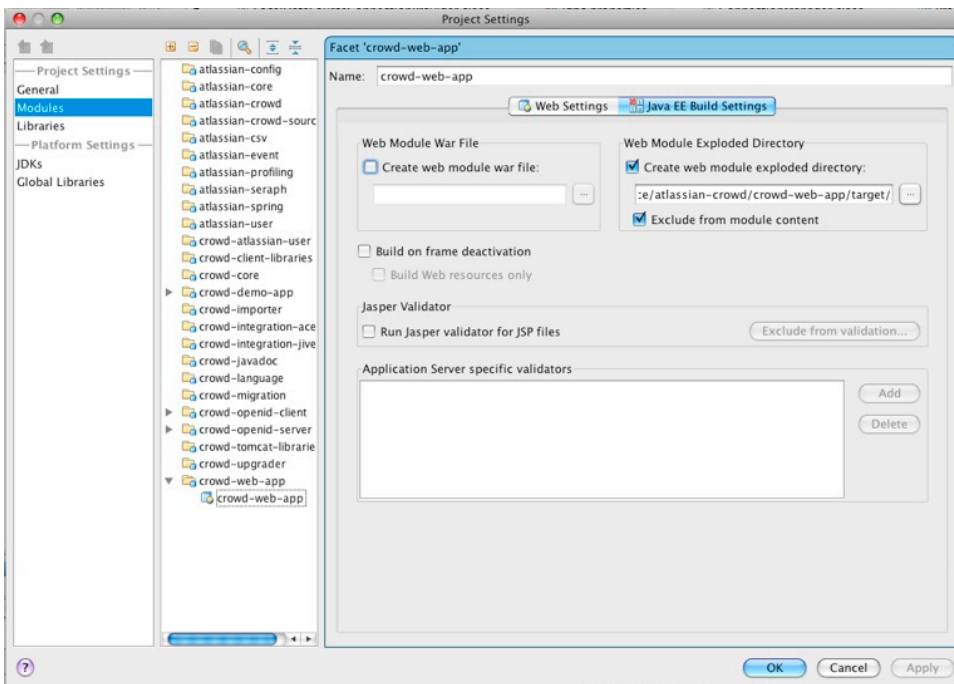 Project Settings
Project Settings
General
Modules
Libraries
Platform Settings
JDKs
Global Libraries
atlassian-config
atlassian-core
atlassian-crowd
atlassian-crowd-sourc
atlassian-csv
atlassian-event
atlassian-profiling
atlassian-seraph
atlassian-spring
atlassian-user
crowd-atlassian-user
crowd-client-libraries
crowd-core
crowd-demo-app
crowd-importer
crowd-integration-ace
crowd-integration-jive
crowd-javadoc
crowd-language
crowd-migration
crowd-openid-client
crowd-openid-server
crowd-tomcat-librarie
crowd-upgrader
crowd-web-app
crowd-web-app
Facet 'crowd-web-app'
Name: crowd-web-app
Web Settings Java EE Build Settings
Web Module War File
Create web module war file:
...
Web Module Exploded Directory
Create web module exploded directory:
:e/atlassian-crowd/crowd-web-app/target/ ...
Exclude from module content
Build on frame deactivation
Build Web resources only
Jasper Validator
Run Jasper validator for JSP files Exclude from validation...
Application Server specific validators
Add
Delete
? OK Cancel Apply